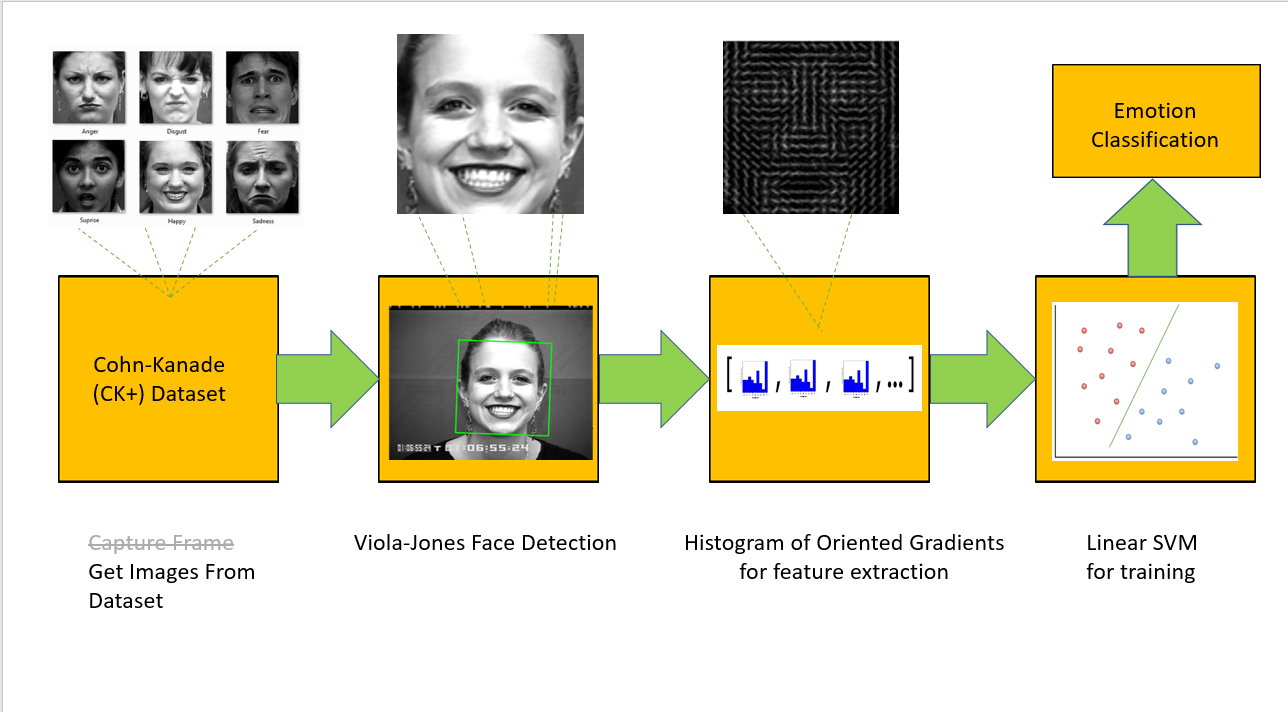 Anger
Disgust
Fear
Suprise
Happy
Sadness
Emotion
Classification
Cohn-Kanade
(CK+) Dataset
01:06:55:24 T 01:06:55:24
[ , , , ,... ]
Capture Frame
Get Images From
Dataset
Viola-Jones Face Detection
Histogram of Oriented Gradients
for feature extraction
Linear SVM
for training